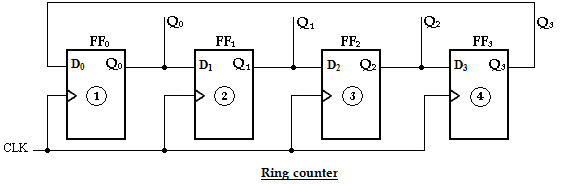 Q0 Q1 Q2 Q3
FF0 FF1 FF2 FF3
D0 Q0 D1 Q1 D2 Q2 D3 Q3
1 2 3 4
CLK
Ring counter